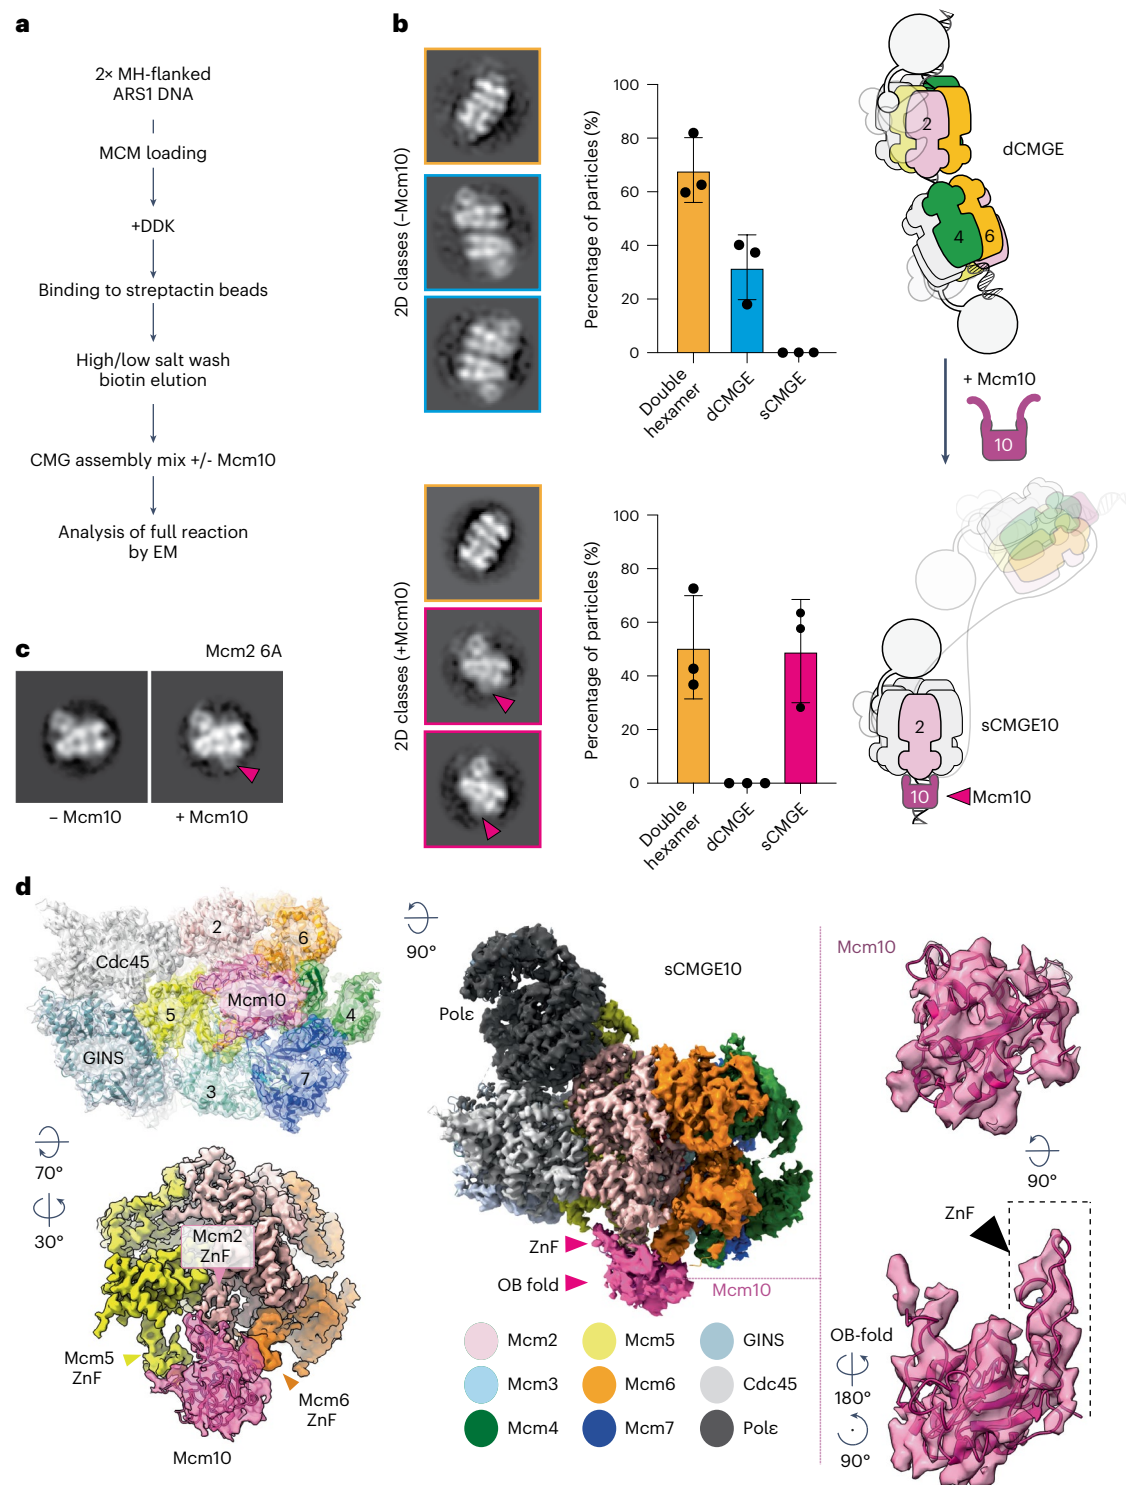 a
2× MH-flanked
ARS1 DNA
MCM loading
+DDK
Binding to streptactin beads
High/low salt wash
biotin elution
CMG assembly mix +/- Mcm10
Analysis of full reaction
by EM
b
2D classes (–Mcm10)
Percentage of particles (%)
100
80
60
40
20
0
Double
hexamer
dCMGE
sCMGE
2
dCMGE
4
6
+ Mcm10
10
2D classes (+Mcm10)
Percentage of particles (%)
100
80
60
40
20
0
Double
hexamer
dCMGE
sCMGE
2
sCMGE10
10
Mcm10
c
Mcm2 6A
– Mcm10
+ Mcm10
d
2
6
Cdc45
Mcm10
5
4
GINS
3
7
70°
30°
Mcm2
ZnF
Mcm5
ZnF
Mcm6
ZnF
Mcm10
90°
sCMGE10
Polε
ZnF
OB fold
Mcm10
Mcm2
Mcm5
GINS
Mcm3
Mcm6
Cdc45
Mcm4
Mcm7
Polε
Mcm10
90°
ZnF
OB-fold
180°
90°